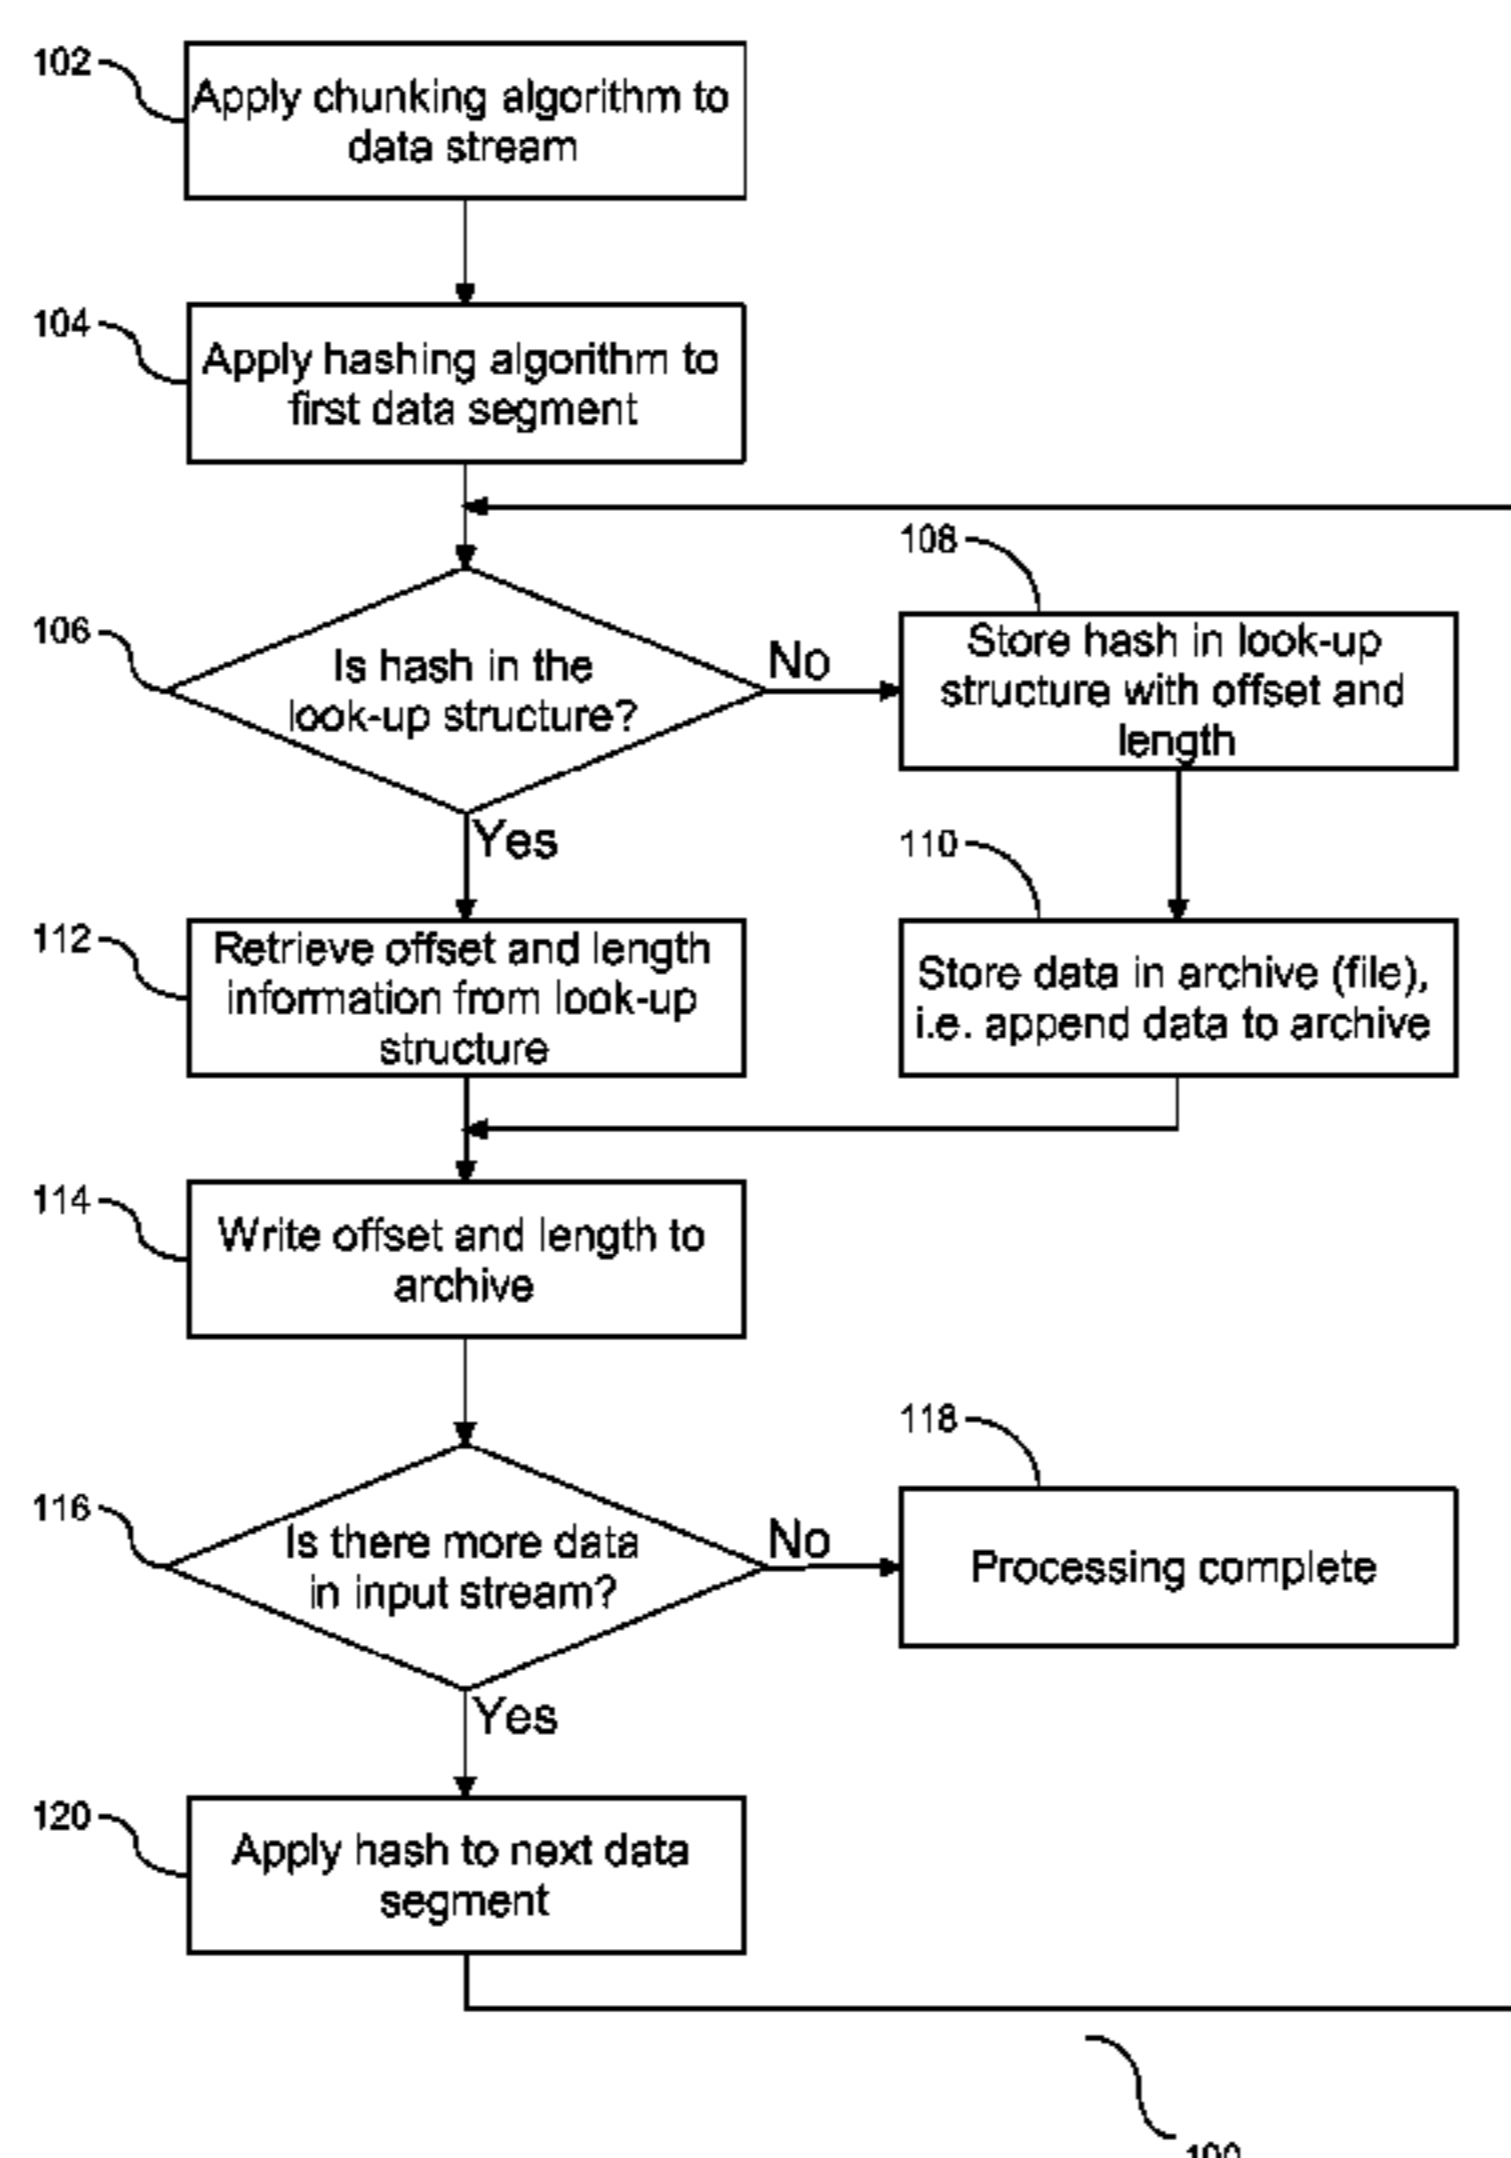 102
Apply chunking algorithm to
data stream
104
Apply hashing algorithm to
first data segment
106
Is hash in the
look-up structure?
No
Yes
108
Store hash in look-up
structure with offset and
length
110
Store data in archive (file),
i.e. append data to archive
112
Retrieve offset and length
information from look-up
structure
114
Write offset and length to
archive
116
Is there more data
in input stream?
No
Yes
118
Processing complete
120
Apply hash to next data
segment